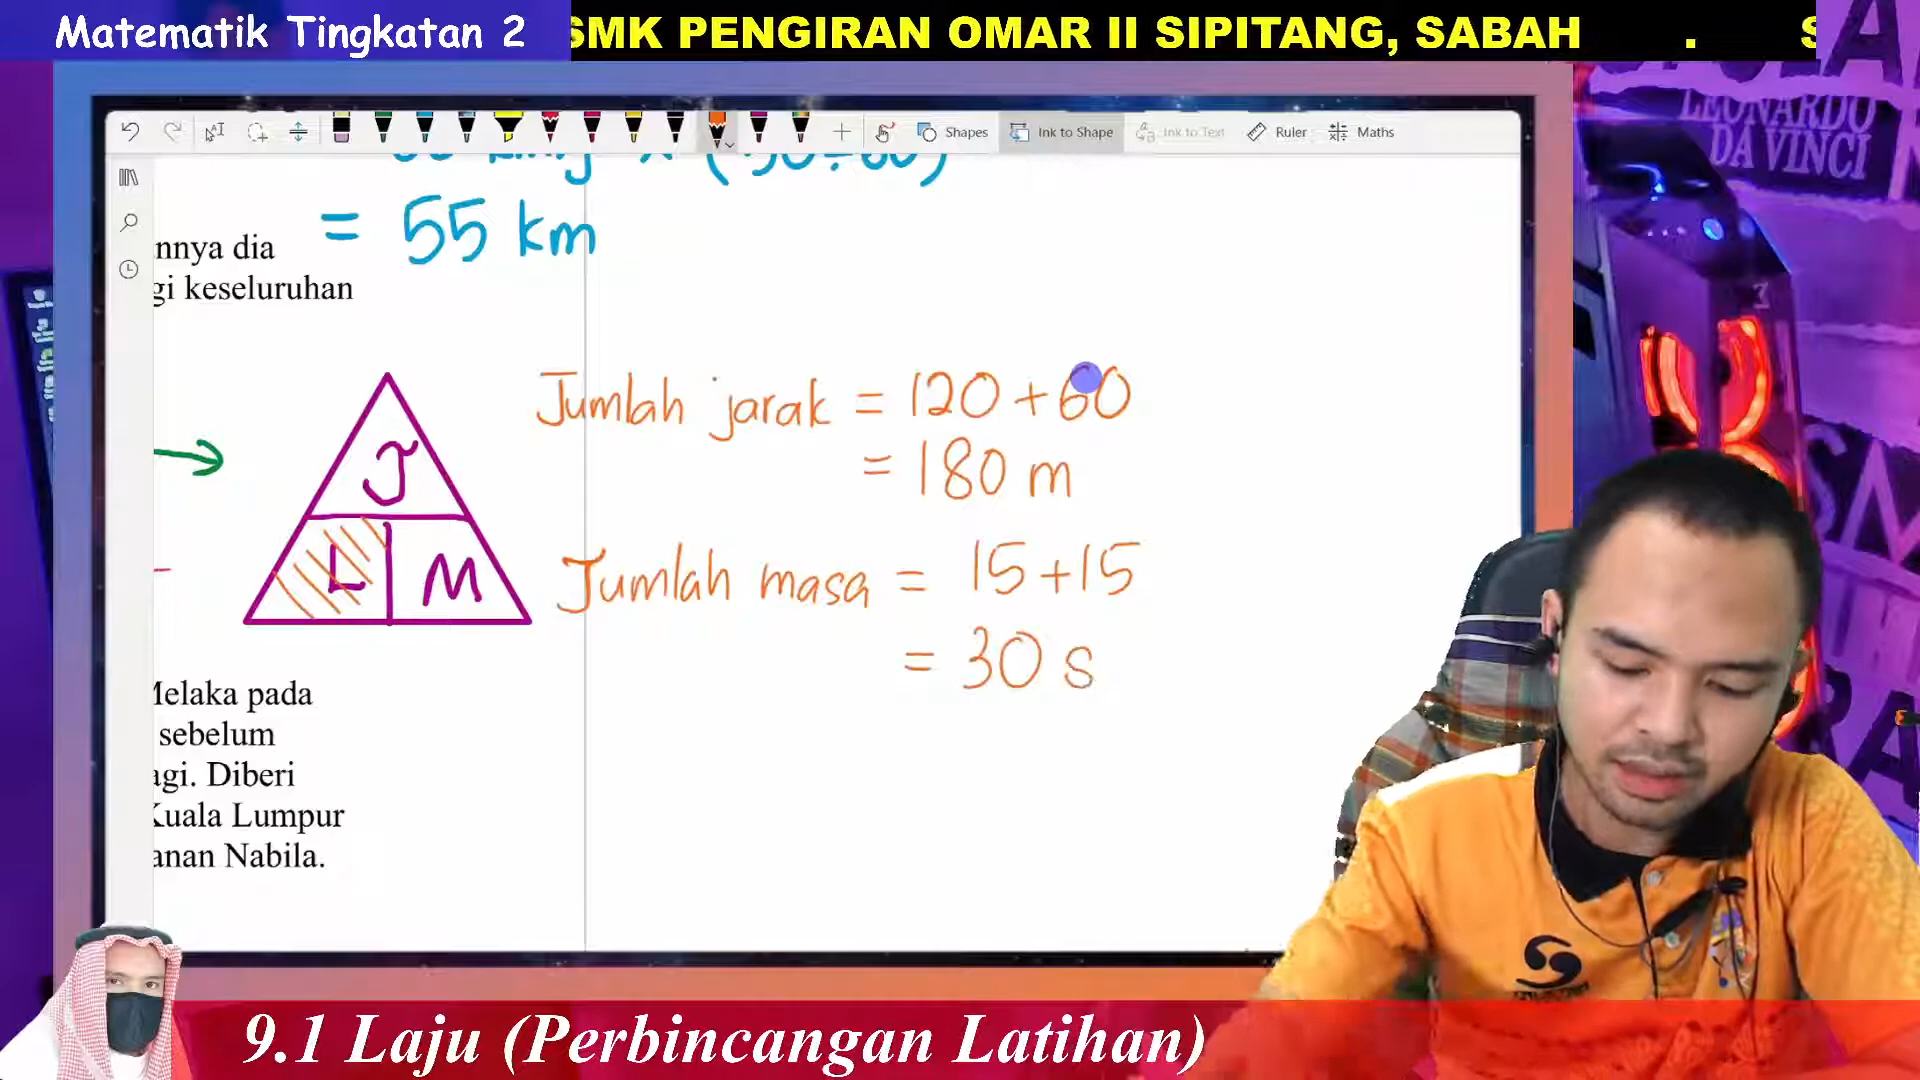 Matematik Tingkatan 2
SMK PENGIRAN OMAR II SIPITANG, SABAH . S
LEONARDO
DA VINCI
Shapes Ink to Shape Ink to Text Ruler Maths
= 55 km
nnya dia
gi keseluruhan
J
L M
Jumlah jarak = 120 + 60
= 180 m
Jumlah masa = 15 + 15
= 30 s
Melaka pada
sebelum
agi. Diberi
Kuala Lumpur
anan Nabila.
9.1 Laju (Perbincangan Latihan)